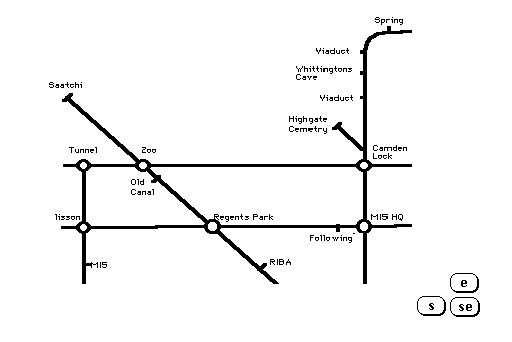 Spring
Viaduct
Whittingtons
Cave
Saatchi
Viaduct
Highgate
Cemetry
Tunnel
Zoo
Camden
Lock
Old
Canal
lisson
Regents Park
MI5 HQ
Following
MI5
RIBA
e
s
se